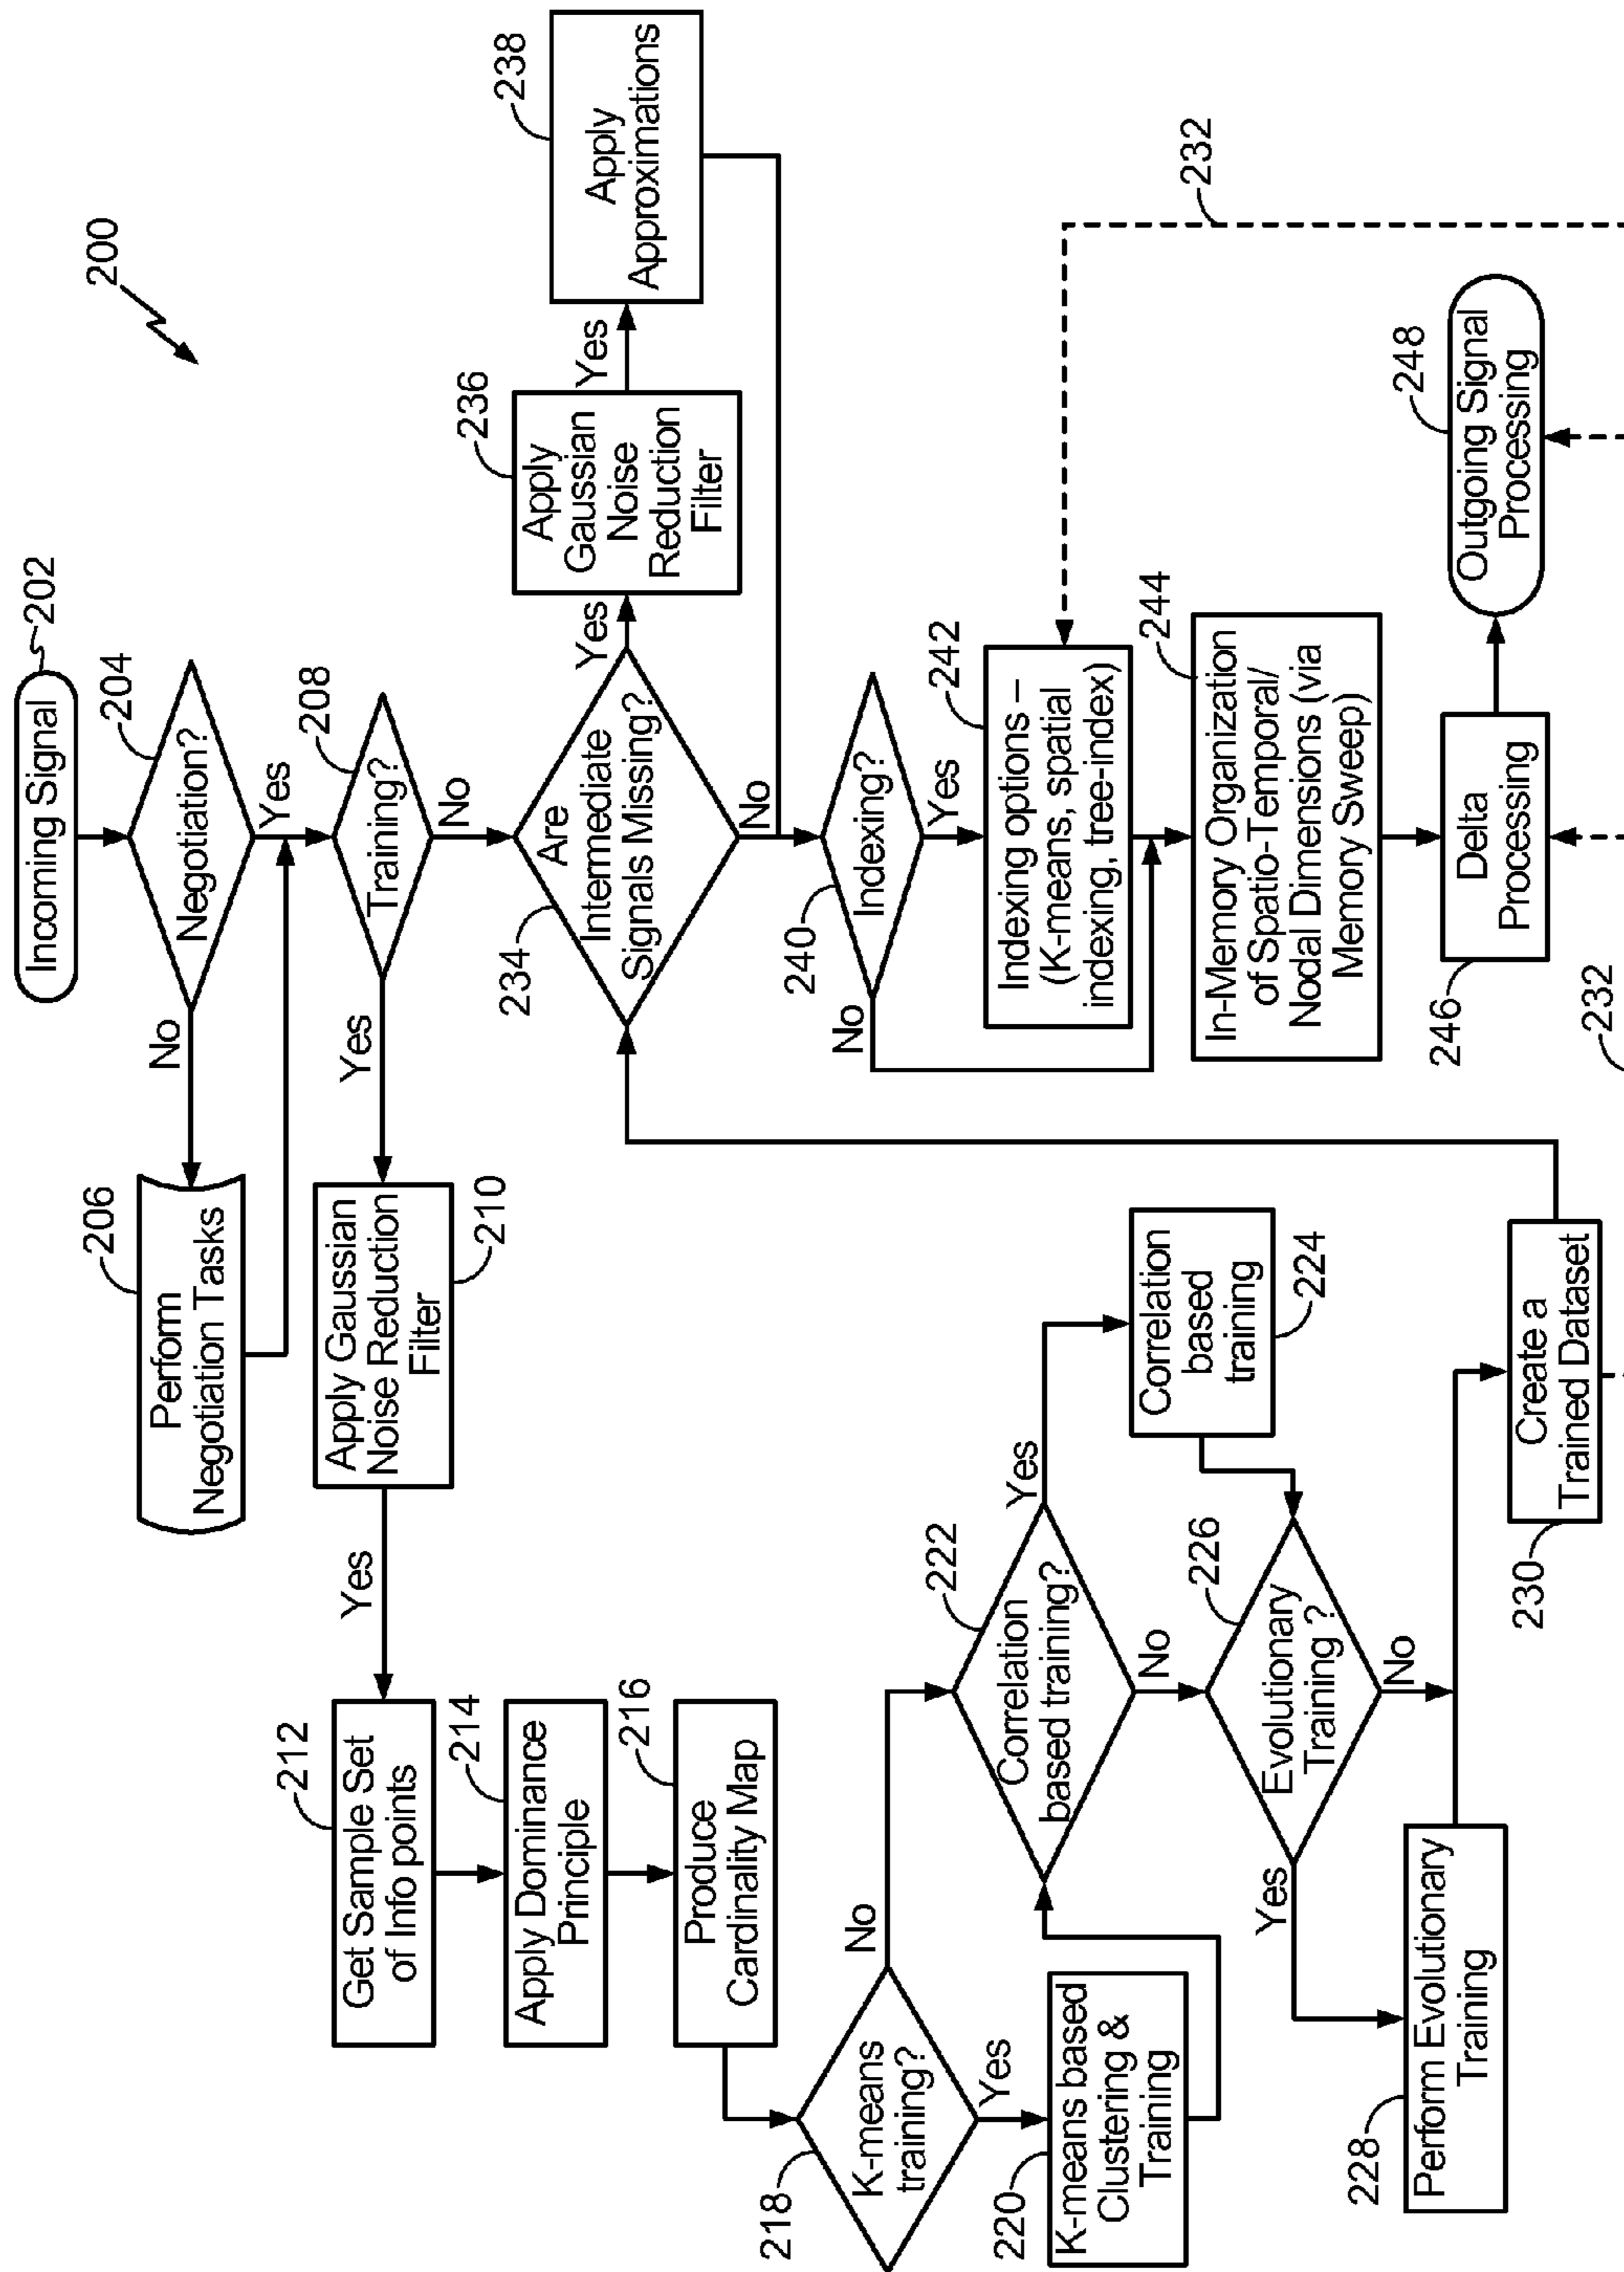 200
Incoming Signal
202
204
Negotiation?
No
Yes
206
Perform
Negotiation Tasks
208
Training?
Yes
No
Apply Gaussian
Noise Reduction
Filter
210
Yes
212
Get Sample Set
of Info points
214
Apply Dominance
Principle
216
Produce
Cardinality Map
218
K-means
training?
No
Yes
220
K-means based
Clustering &
Training
222
Correlation
based training?
Yes
No
Correlation
based
training
224
226
Evolutionary
Training ?
Yes
No
228
Perform Evolutionary
Training
230
Create a
Trained Dataset
232
234
Are
Intermediate
Signals Missing?
Yes
No
236
Apply
Gaussian
Noise
Reduction
Filter
Yes
238
Apply
Approximations
240
Indexing?
No
Yes
242
Indexing options –
(K-means, spatial
indexing, tree-index)
232
244
In-Memory Organization
of Spatio-Temporal/
Nodal Dimensions (via
Memory Sweep)
246
Delta
Processing
248
Outgoing Signal
Processing